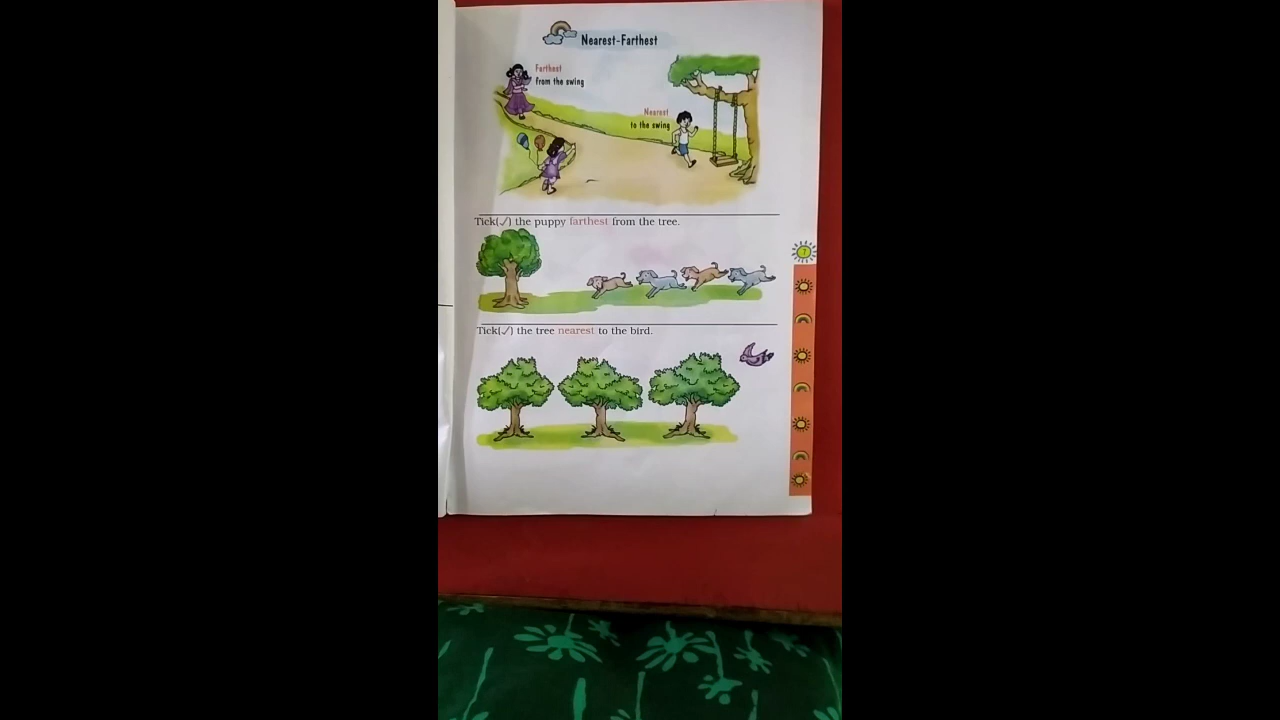 Nearest-Farthest
Farthest
from the swing
Nearest
to the swing
Tick(✓) the puppy farthest from the tree.
7
Tick(✓) the tree nearest to the bird.